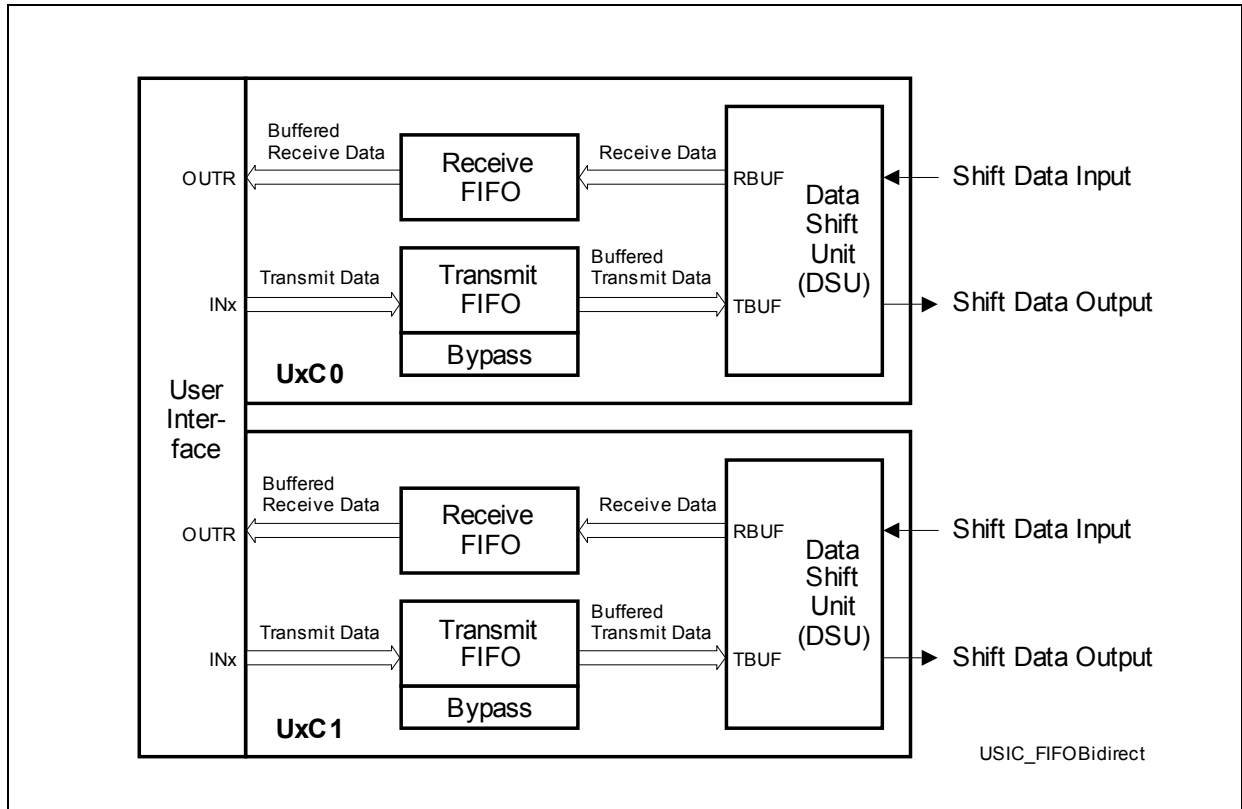 Buffered
Receive Data
Receive Data
OUTR
Receive
FIFO
RBUF
Shift Data Input
Data
Shift
Unit
(DSU)
Transmit Data
Buffered
Transmit Data
INx
Transmit
FIFO
TBUF
Shift Data Output
Bypass
UxC0
User
Inter-
face
Buffered
Receive Data
Receive Data
OUTR
Receive
FIFO
RBUF
Shift Data Input
Data
Shift
Unit
(DSU)
Transmit Data
Buffered
Transmit Data
INx
Transmit
FIFO
TBUF
Shift Data Output
Bypass
UxC1
USIC_FIFOBidirect